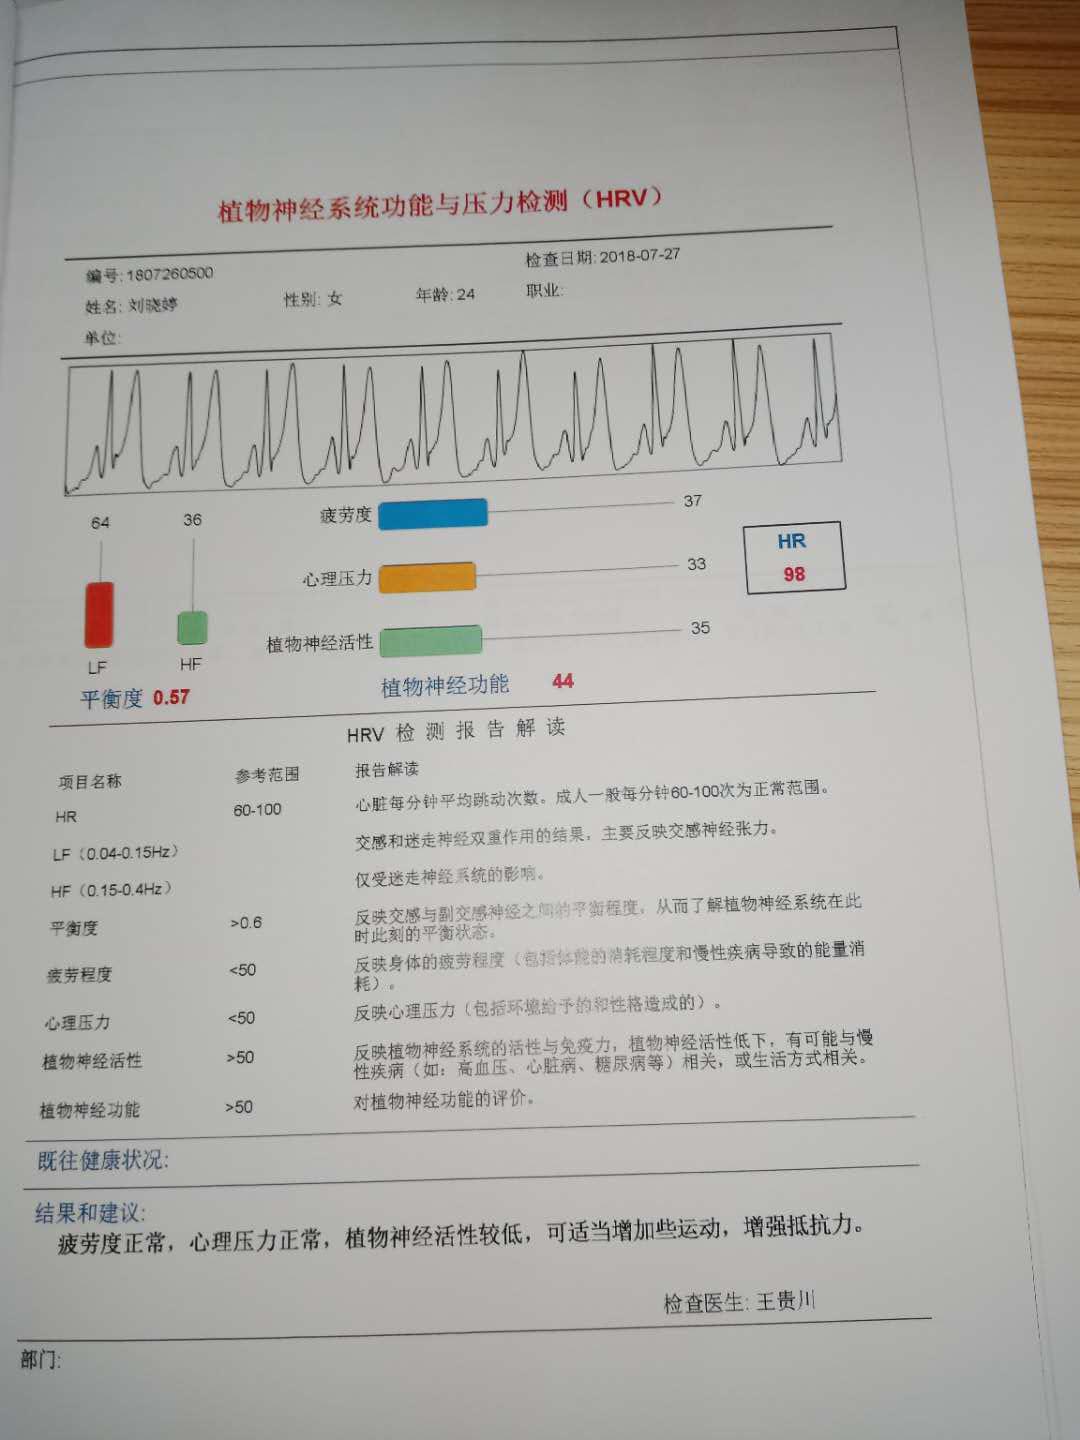 植物神经系统功能与压力检测（HRV）
编号: 1807260500 检查日期: 2018-07-27
姓名: 刘晓婷 性别: 女 年龄: 24 职业:
单位:
64 36 疲劳度 37
HR
心理压力 33
98
植物神经活性 35
LF HF
平衡度 0.57 植物神经功能 44
HRV 检 测 报 告 解 读
项目名称 参考范围 报告解读
HR 60-100 心脏每分钟平均跳动次数。成人一般每分钟60-100次为正常范围。
LF（0.04-0.15Hz） 交感和迷走神经双重作用的结果，主要反映交感神经张力。
HF（0.15-0.4Hz） 仅受迷走神经系统的影响。
平衡度 >0.6 反映交感与副交感神经之间的平衡程度，从而了解植物神经系统在此
时此刻的平衡状态。
疲劳程度 <50 反映身体的疲劳程度（包括体能的消耗程度和慢性疾病导致的能量消
耗）。
心理压力 <50 反映心理压力（包括环境给予的和性格造成的）。
植物神经活性 >50 反映植物神经系统的活性与免疫力，植物神经活性低下，有可能与慢
性疾病（如：高血压、心脏病、糖尿病等）相关，或生活方式相关。
植物神经功能 >50 对植物神经功能的评价。
既往健康状况:
结果和建议:
疲劳度正常，心理压力正常，植物神经活性较低，可适当增加些运动，增强抵抗力。
检查医生: 王贵川
部门: